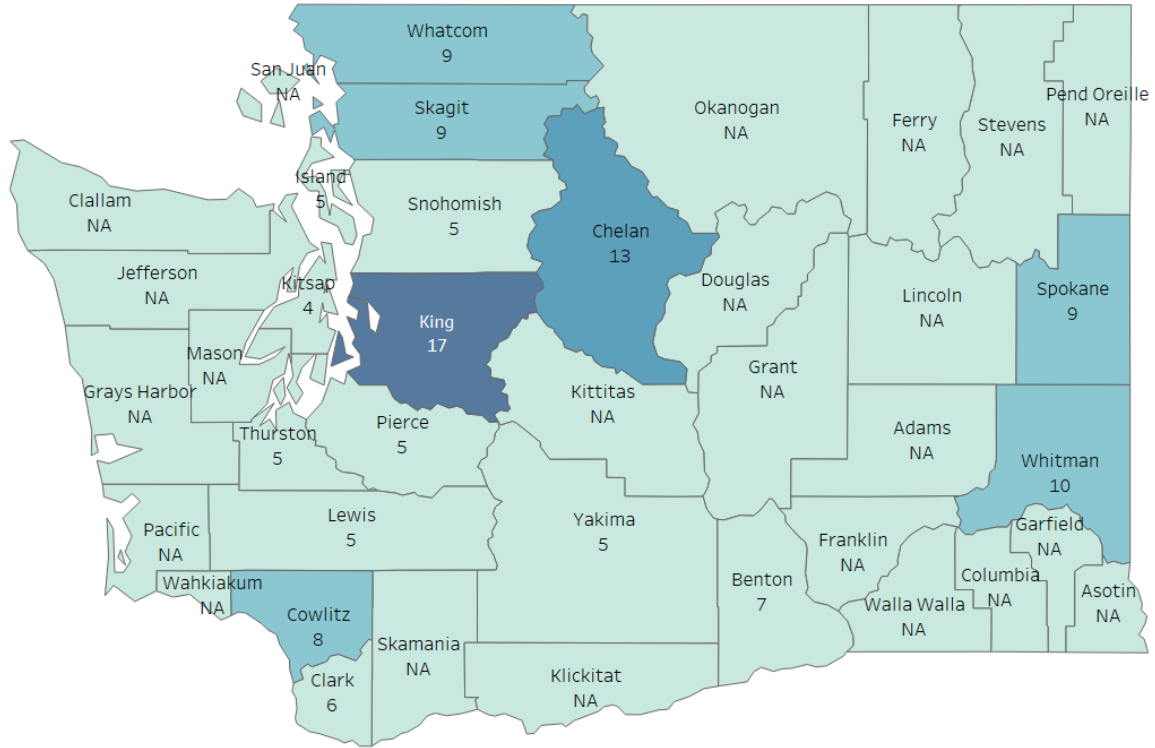 Whatcom
9
San Juan
NA
Skagit
9
Okanogan
NA
Ferry
NA
Stevens
NA
Pend Oreille
NA
Clallam
NA
Island
5
Snohomish
5
Chelan
13
Jefferson
NA
Kitsap
4
Douglas
NA
Lincoln
NA
Spokane
9
King
17
Mason
NA
Grays Harbor
NA
Kittitas
NA
Grant
NA
Thurston
5
Pierce
5
Adams
NA
Whitman
10
Pacific
NA
Lewis
5
Yakima
5
Franklin
NA
Garfield
NA
Wahkiakum
NA
Cowlitz
8
Skamania
NA
Benton
7
Walla Walla
NA
Columbia
NA
Asotin
NA
Clark
6
Klickitat
NA